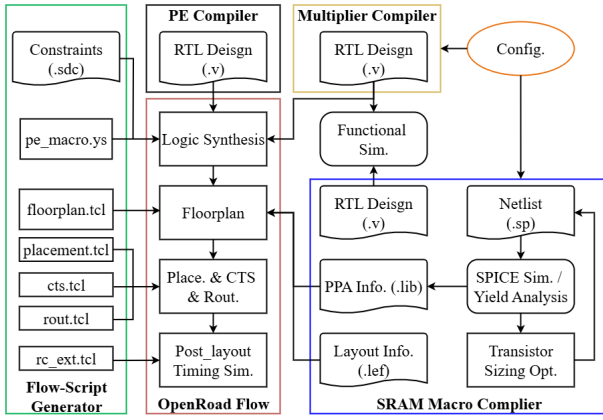 PE Compiler
Multiplier Compiler
Constraints
(.sdc)
RTL Deisgn
(.v)
RTL Deisgn
(.v)
Config.
pe_macro.ys
Logic Synthesis
Functional
Sim.
floorplan.tcl
Floorplan
RTL Deisgn
(.v)
Netlist
(.sp)
placement.tcl
cts.tcl
rout.tcl
Place. & CTS
& Rout.
PPA Info. (.lib)
SPICE Sim. /
Yield Analysis
rc_ext.tcl
Post_layout
Timing Sim.
Layout Info.
(.lef)
Transistor
Sizing Opt.
Flow-Script
Generator
OpenRoad Flow
SRAM Macro Complier